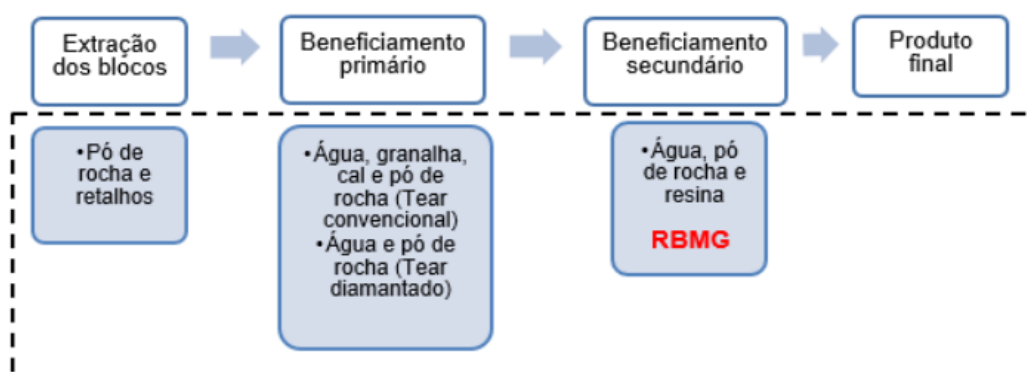 Extração
dos blocos
Beneficiamento
primário
Beneficiamento
secundário
Produto
final
•Pó de
rocha e
retalhos
•Água, granalha,
cal e pó de
rocha (Tear
convencional)
•Água e pó de
rocha (Tear
diamantado)
•Água, pó
de rocha e
resina
RBMG